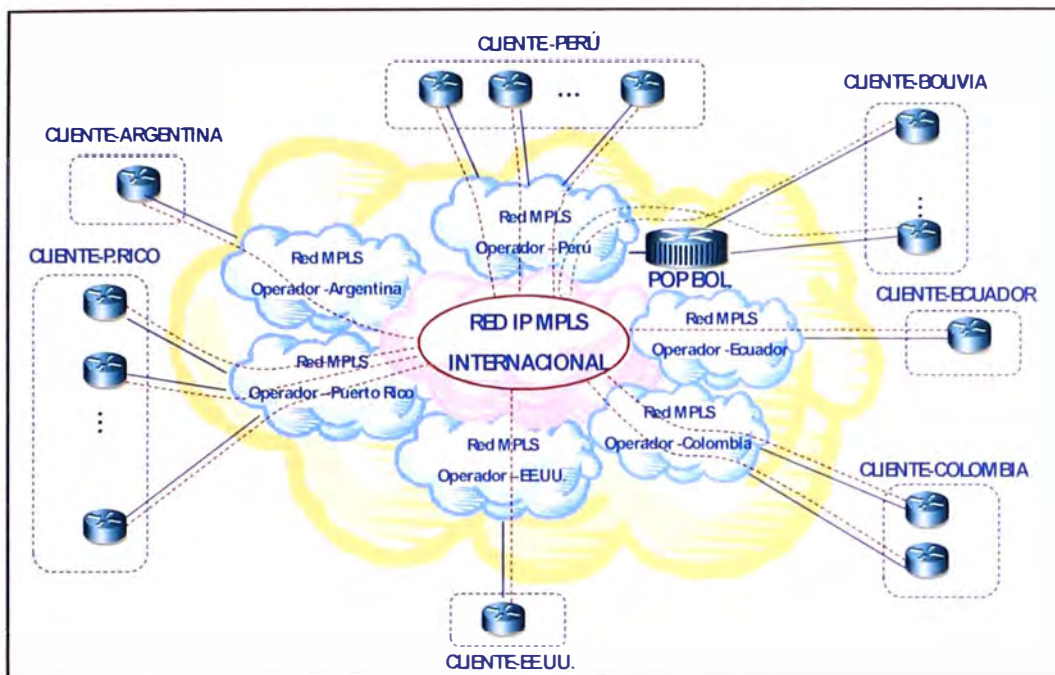 CLIENTE-PERÚ
CLIENTE-BOLIVIA
CLIENTE-ARGENTINA
Red MPLS
Operador -Perú
POP BOL.
CLIENTE-P.RICO
Red MPLS
Operador -Argentina
CLIENTE-ECUADOR
RED IP MPLS
INTERNACIONAL
Red MPLS
Operador -Ecuador
Red MPLS
Operador -Puerto Rico
Red MPLS
Operador -Colombia
Red MPLS
Operador -EE.UU.
CLIENTE-COLOMBIA
CLIENTE-EE.UU.